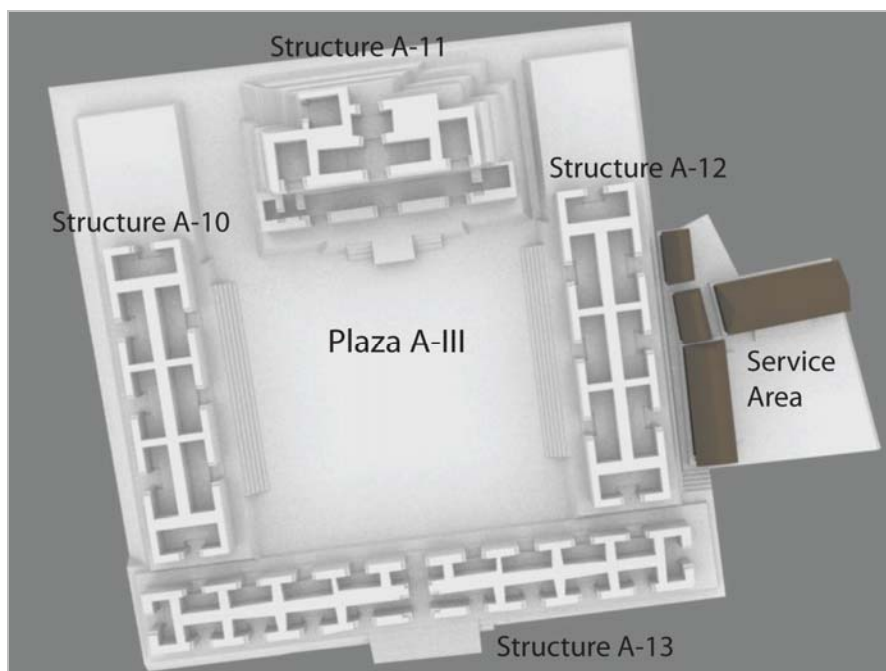 Structure A-11
Structure A-12
Structure A-10
Plaza A-III
Service
Area
Structure A-13